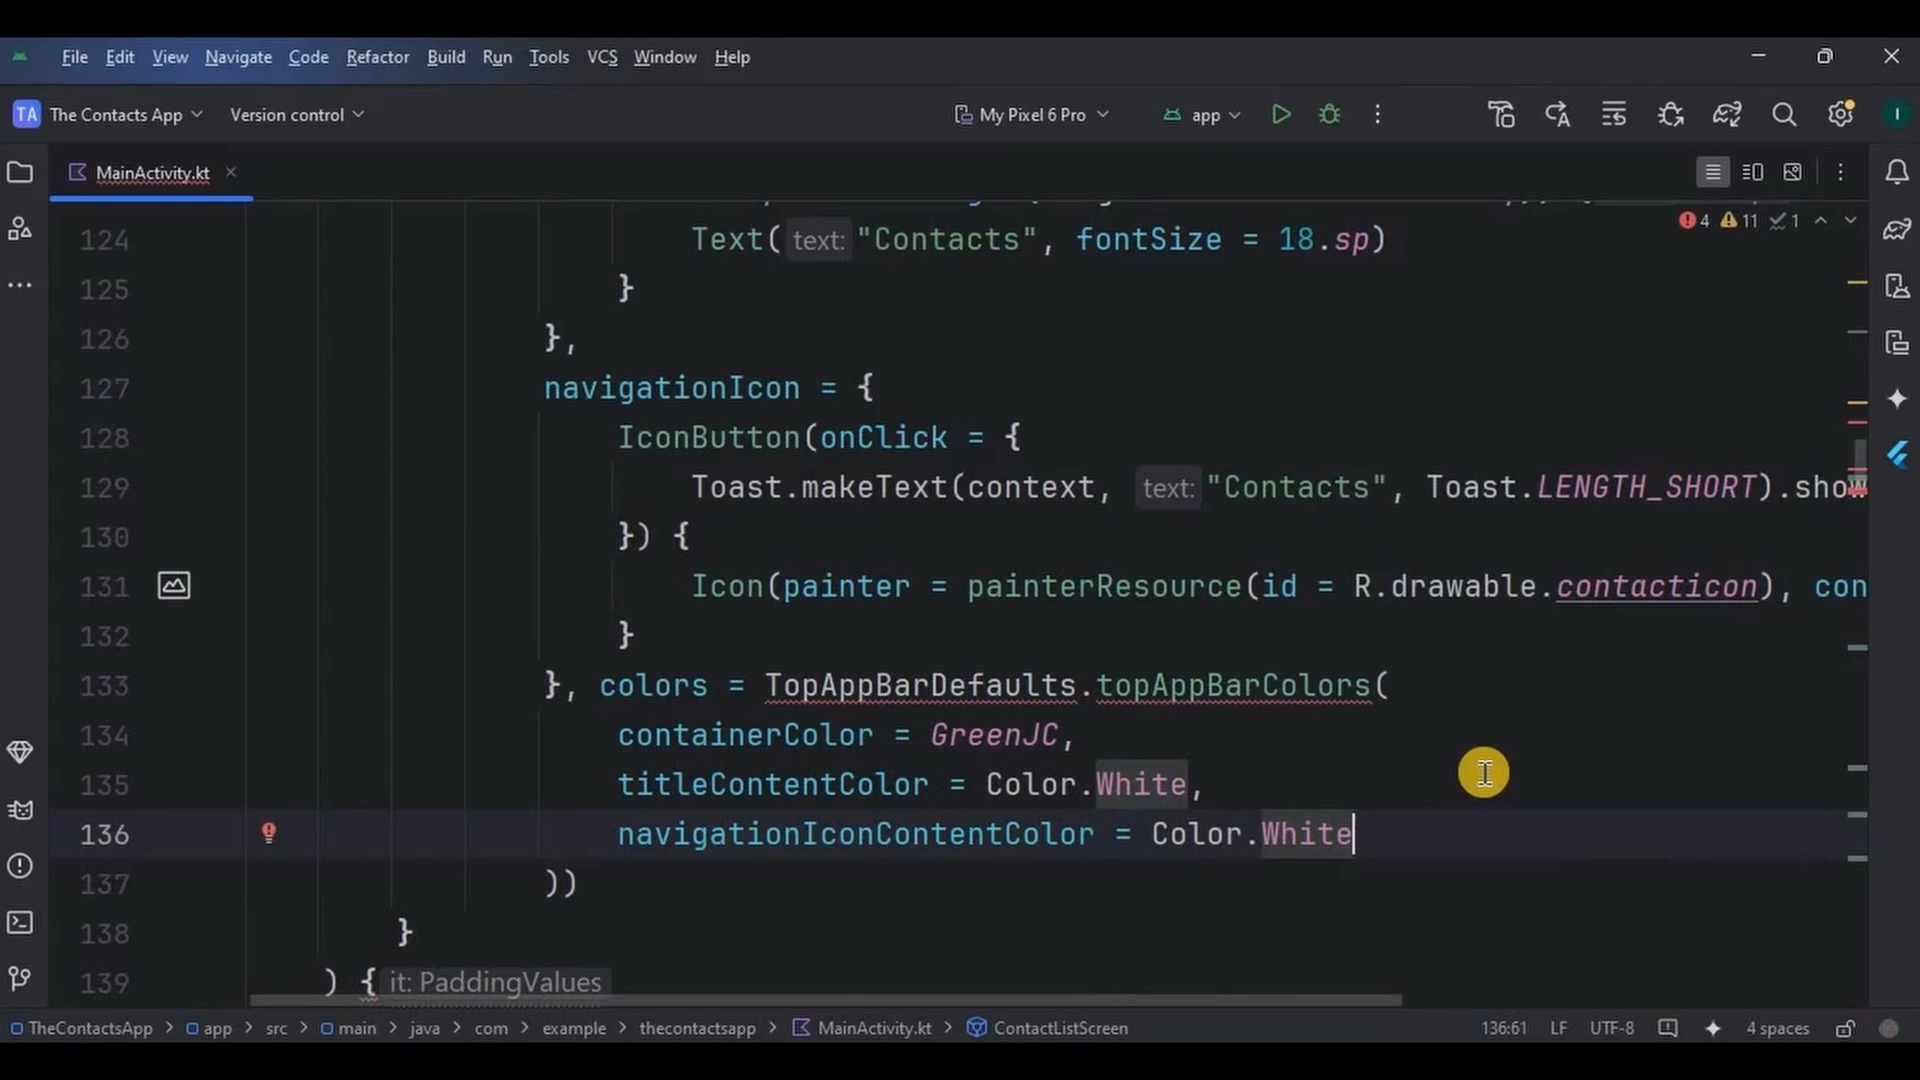 File Edit View Navigate Code Refactor Build Run Tools VCS Window Help
TA The Contacts App Version control My Pixel 6 Pro app I
MainActivity.kt
4 11 1
124 Text( text: "Contacts", fontSize = 18.sp)
125 }
126 },
127 navigationIcon = {
128 IconButton(onClick = {
129 Toast.makeText(context, text: "Contacts", Toast.LENGTH_SHORT).show
130 }) {
131 Icon(painter = painterResource(id = R.drawable.contacticon), con
132 }
133 }, colors = TopAppBarDefaults.topAppBarColors(
134 containerColor = GreenJC,
135 titleContentColor = Color.White,
136 navigationIconContentColor = Color.White
137 ))
138 }
139 ) { it: PaddingValues
TheContactsApp > app > src > main > java > com > example > thecontactsapp > MainActivity.kt > ContactListScreen 136:61 LF UTF-8 4 spaces